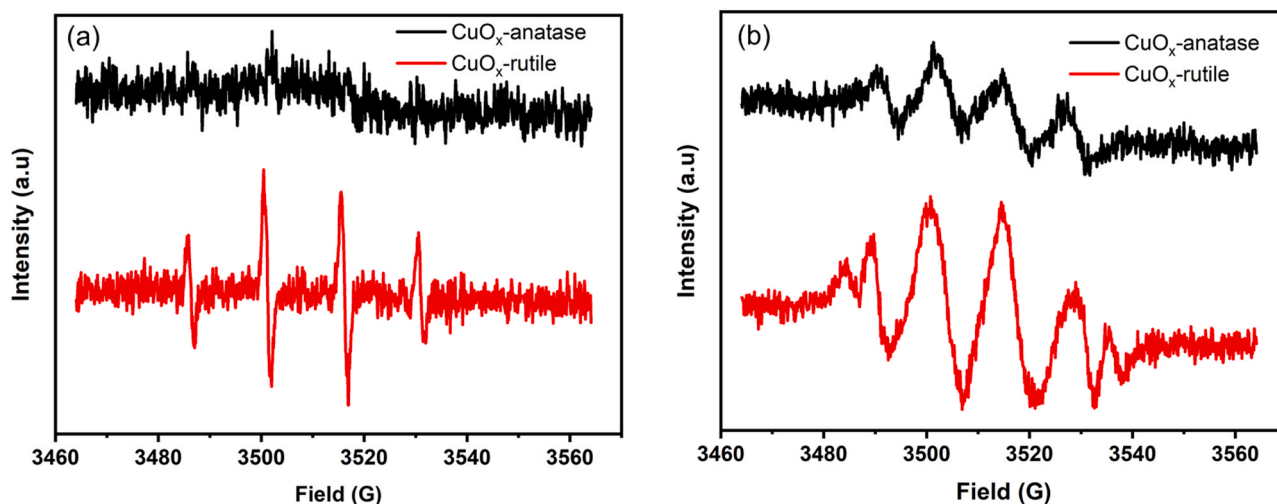 (a)
CuOx-anatase
CuOx-rutile
Intensity (a.u)
3460 3480 3500 3520 3540 3560
Field (G)
(b)
CuOx-anatase
CuOx-rutile
Intensity (a.u)
3460 3480 3500 3520 3540 3560
Field (G)